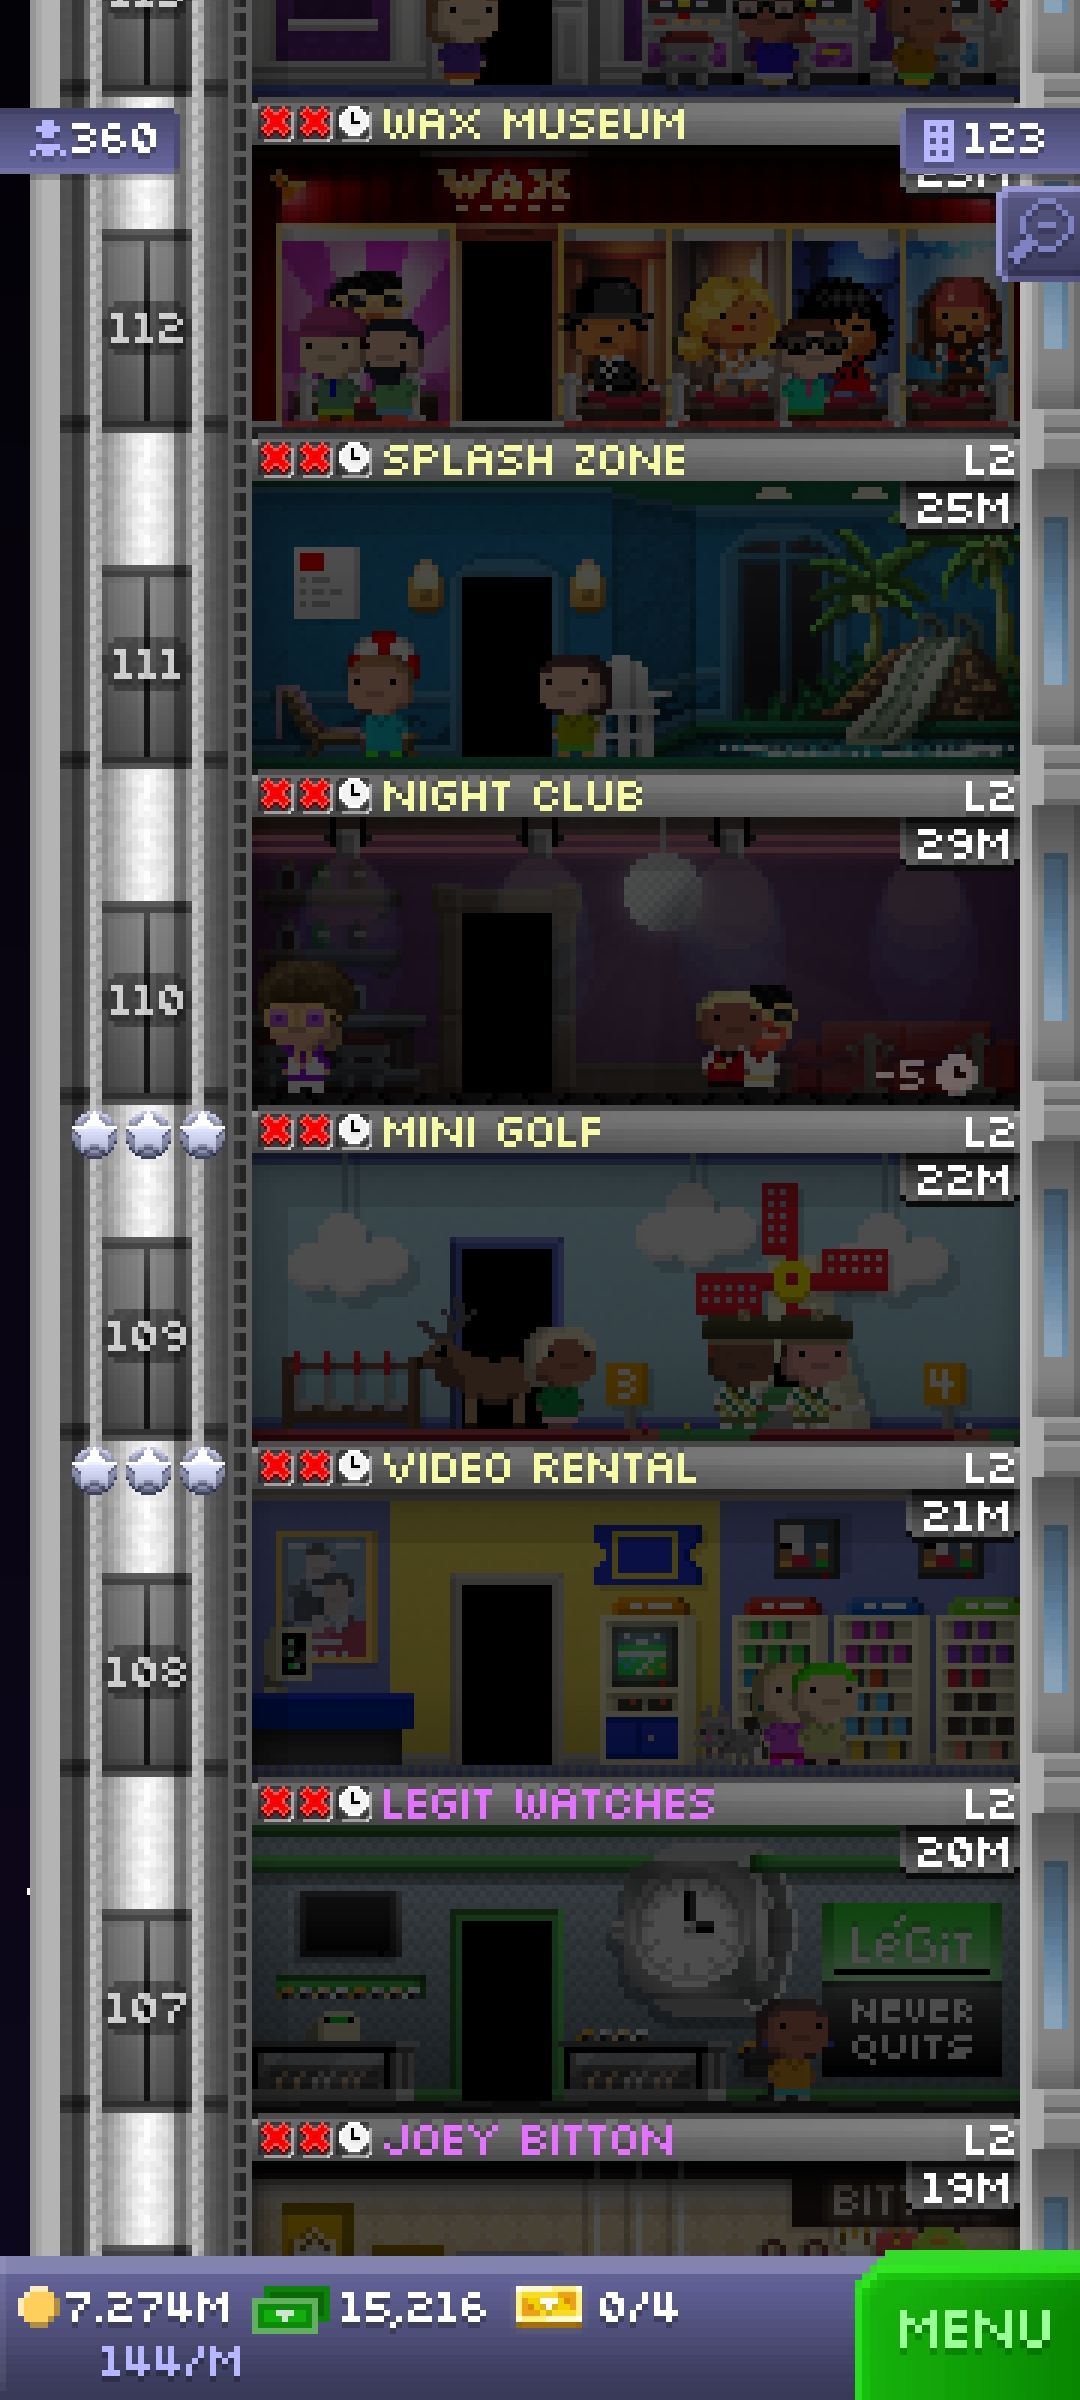 WAX MUSEUM
360
123
WAX
112
SPLASH ZONE L2
25M
111
NIGHT CLUB L2
29M
110
-5
MINI GOLF L2
22M
109
3
4
VIDEO RENTAL L2
21M
108
LEGIT WATCHES L2
20M
LéGiT
NEVER
QUITS
107
JOEY BITTON L2
19M
BIT
7.274M 15,216 0/4
144/M
MENU